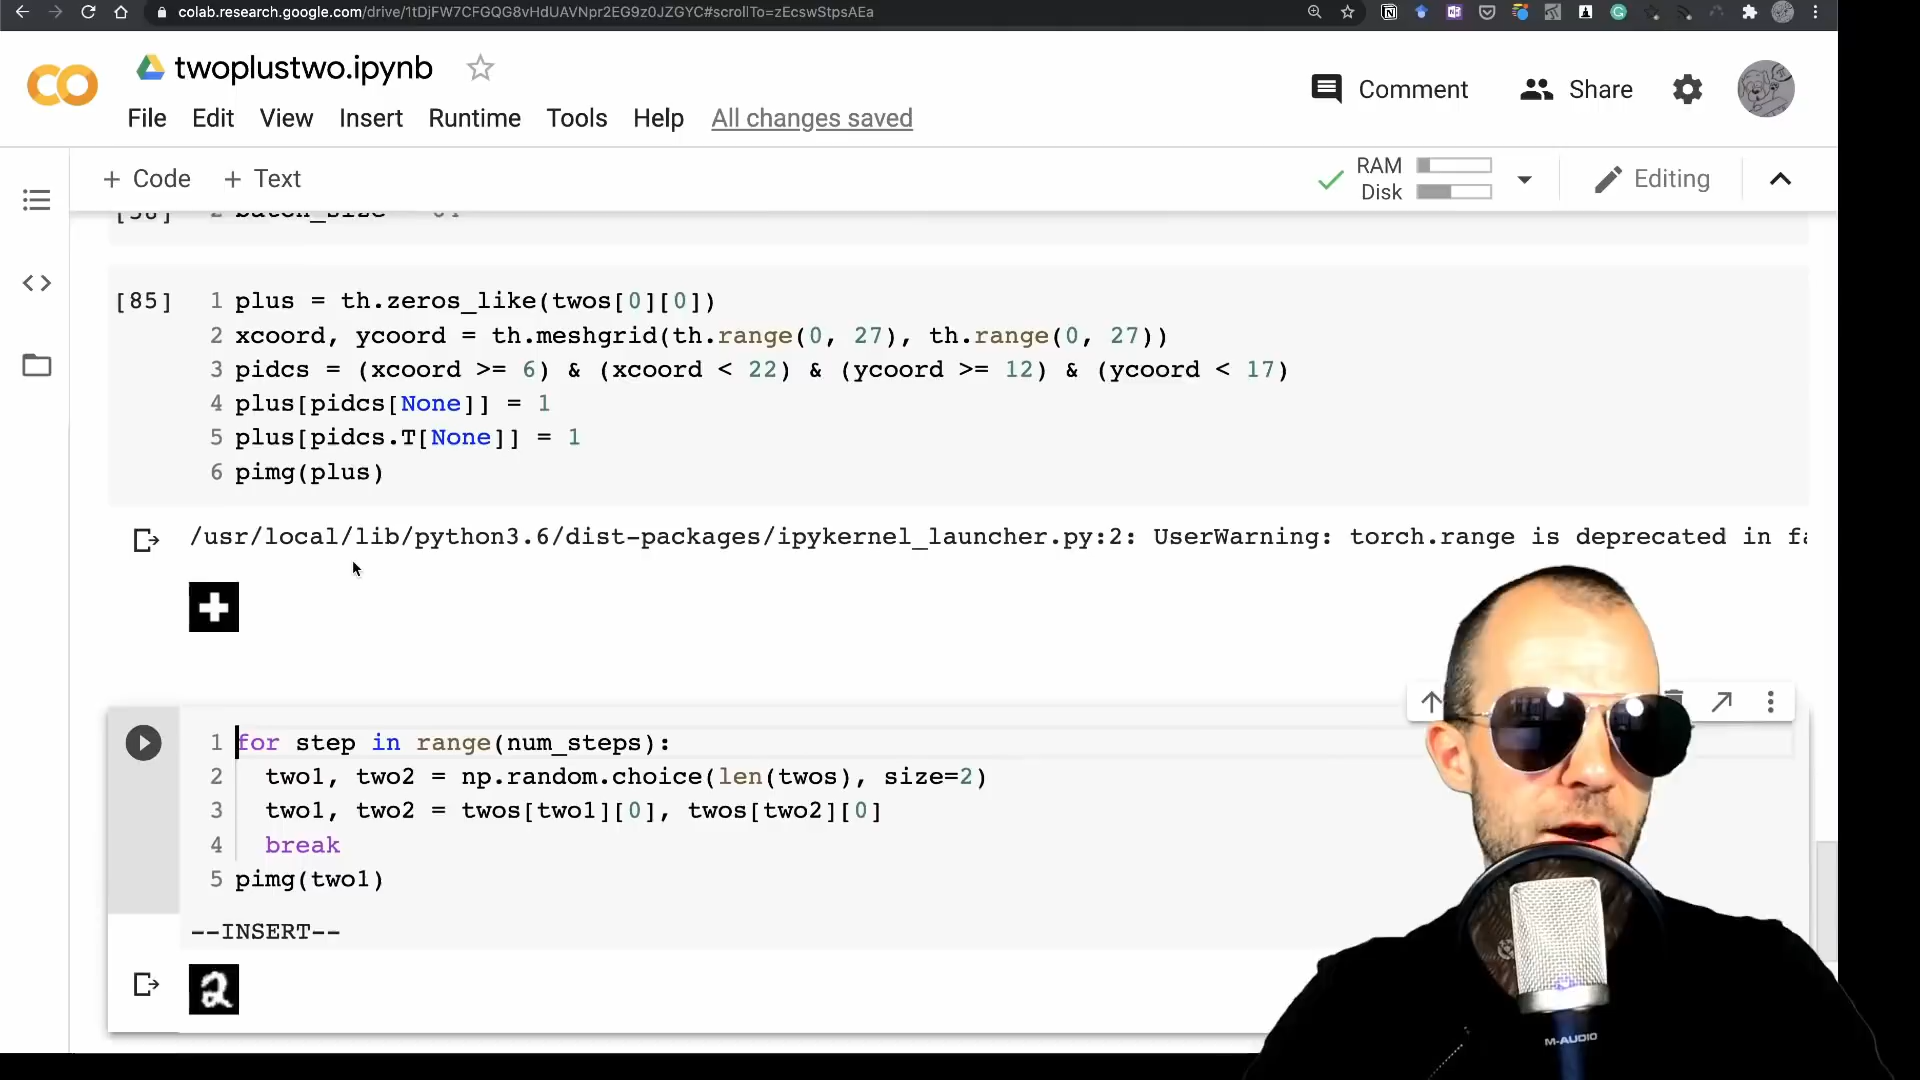 colab.research.google.com/drive/1tDjFW7CFGQG8vHdUAVNpr2EG9z0JZGYC#scrollTo=zEcswStpsAEa
twoplustwo.ipynb
Comment
Share
File Edit View Insert Runtime Tools Help All changes saved
+ Code + Text
RAM
Disk
Editing
[85]
1 plus = th.zeros_like(twos[0][0])
2 xcoord, ycoord = th.meshgrid(th.range(0, 27), th.range(0, 27))
3 pidcs = (xcoord >= 6) & (xcoord < 22) & (ycoord >= 12) & (ycoord < 17)
4 plus[pidcs[None]] = 1
5 plus[pidcs.T[None]] = 1
6 pimg(plus)
/usr/local/lib/python3.6/dist-packages/ipykernel_launcher.py:2: UserWarning: torch.range is deprecated in
1 for step in range(num_steps):
2 two1, two2 = np.random.choice(len(twos), size=2)
3 two1, two2 = twos[two1][0], twos[two2][0]
4 break
5 pimg(two1)
--INSERT--
2
M-AUDIO